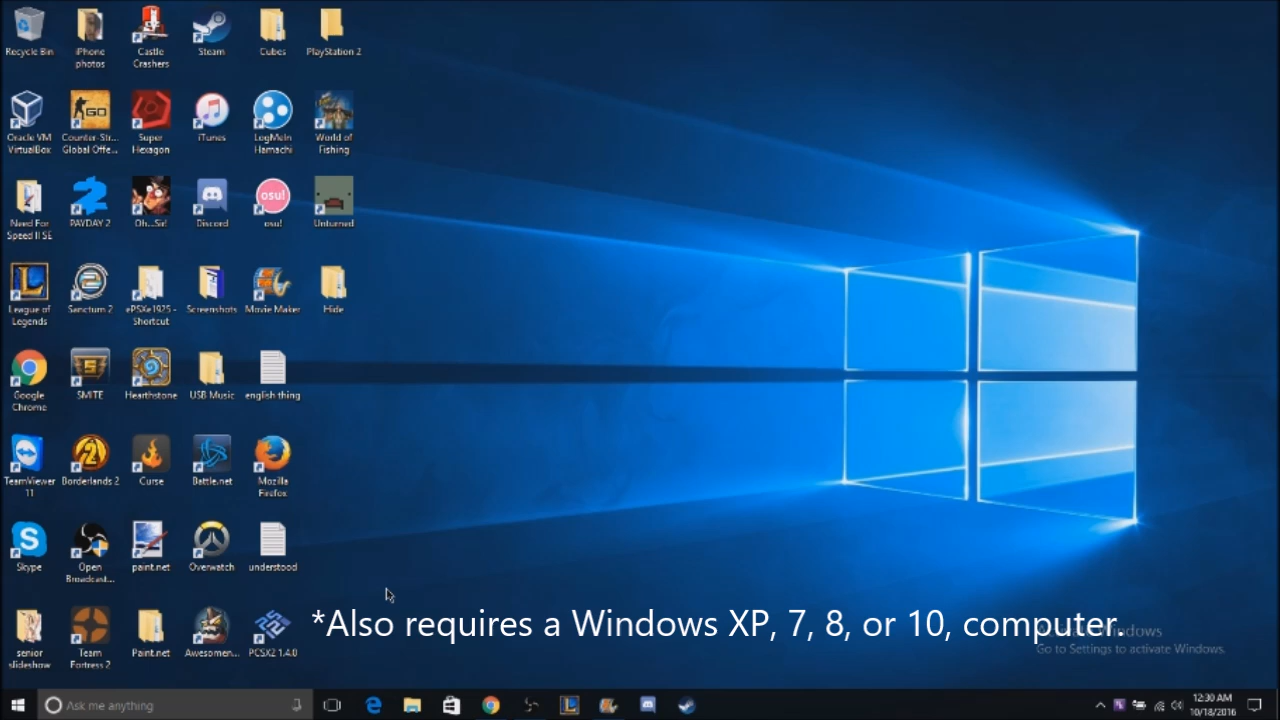 Recycle Bin
iPhone
photos
Castle
Crashers
Steam
Cubes
PlayStation 2
Oracle VM
VirtualBox
Counter-Str...
Global Offe...
GO
Super
Hexagon
iTunes
LogMeIn
Hamachi
World of
Fishing
Need For
Speed II SE
PAYDAY 2
Oh...Sir!
Discord
osu!
osu!
Unturned
League of
Legends
Sanctum 2
ePSXe1925 -
Shortcut
Screenshots
Movie Maker
Hide
Google
Chrome
SMITE
Hearthstone
USB Music
english thing
TeamViewer
11
Borderlands 2
Curse
Battle.net
Mozilla
Firefox
Skype
Open
Broadcast...
paint.net
Overwatch
understood
senior
slideshow
Team
Fortress 2
Paint.net
Awesomen...
PCSX2 1.4.0
*Also requires a Windows XP, 7, 8, or 10, computer.
Activate Windows
Go to Settings to activate Windows.
Ask me anything
12:30 AM
10/18/2016